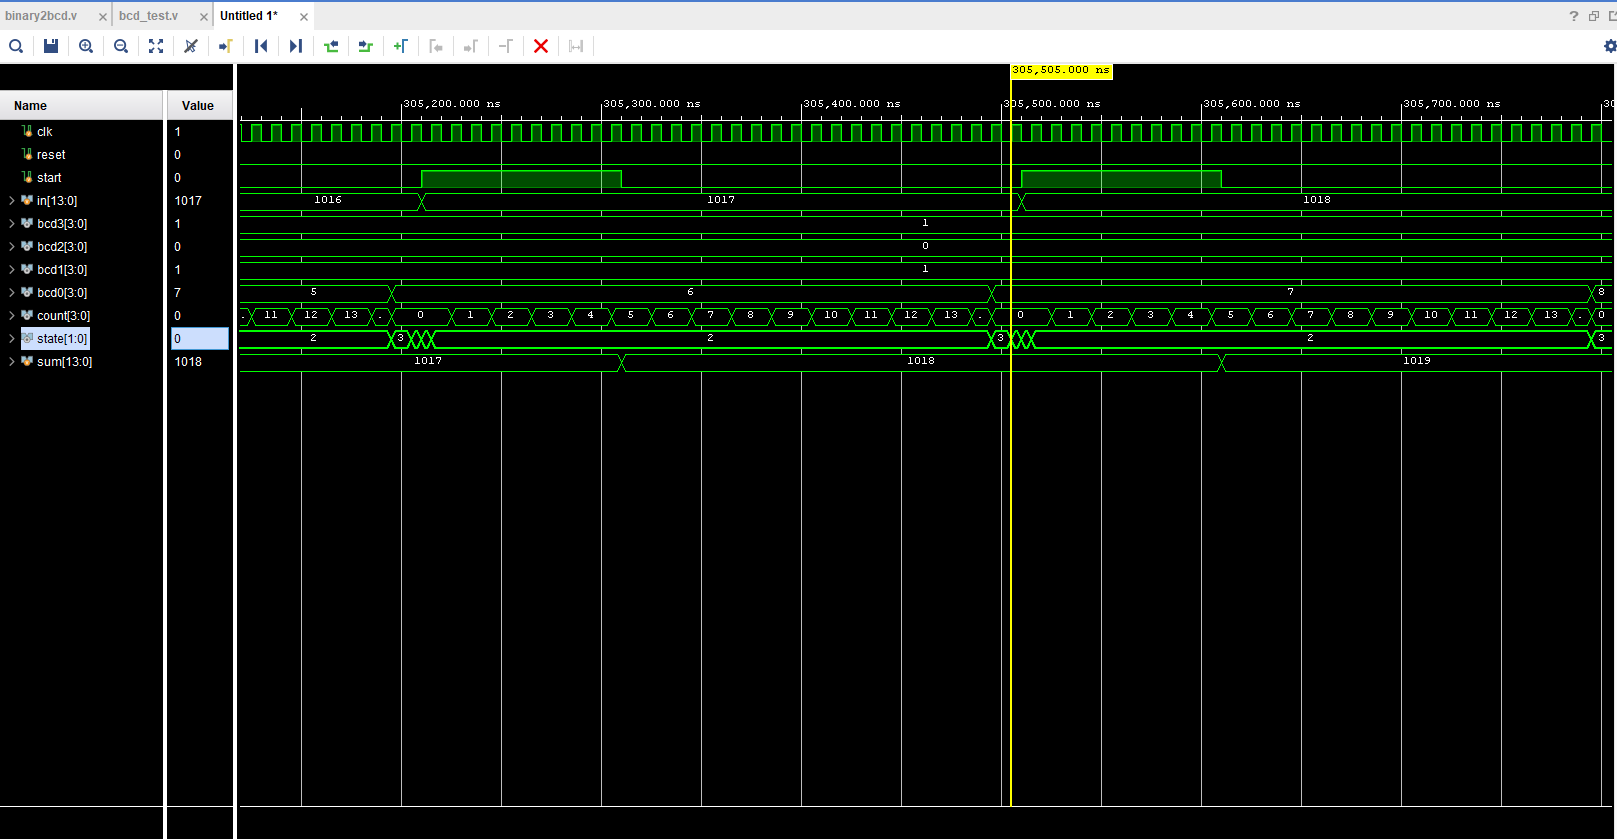 binary2bcd.v × bcd_test.v × Untitled 1* × ?
305,505.000 ns
Name Value 305,200.000 ns 305,300.000 ns 305,400.000 ns 305,500.000 ns 305,600.000 ns 305,700.000 ns
clk 1
reset 0
start 0
in[13:0] 1017 1016 1017 1018
bcd3[3:0] 1 1
bcd2[3:0] 0 0
bcd1[3:0] 1 1
bcd0[3:0] 7 5 6 7 8
count[3:0] 0 . 11 12 13 . 0 1 2 3 4 5 6 7 8 9 10 11 12 13 . 0 1 2 3 4 5 6 7 8 9 10 11 12 13 . 0
state[1:0] 0 2 3 2 3 2 3
sum[13:0] 1018 1017 1018 1019